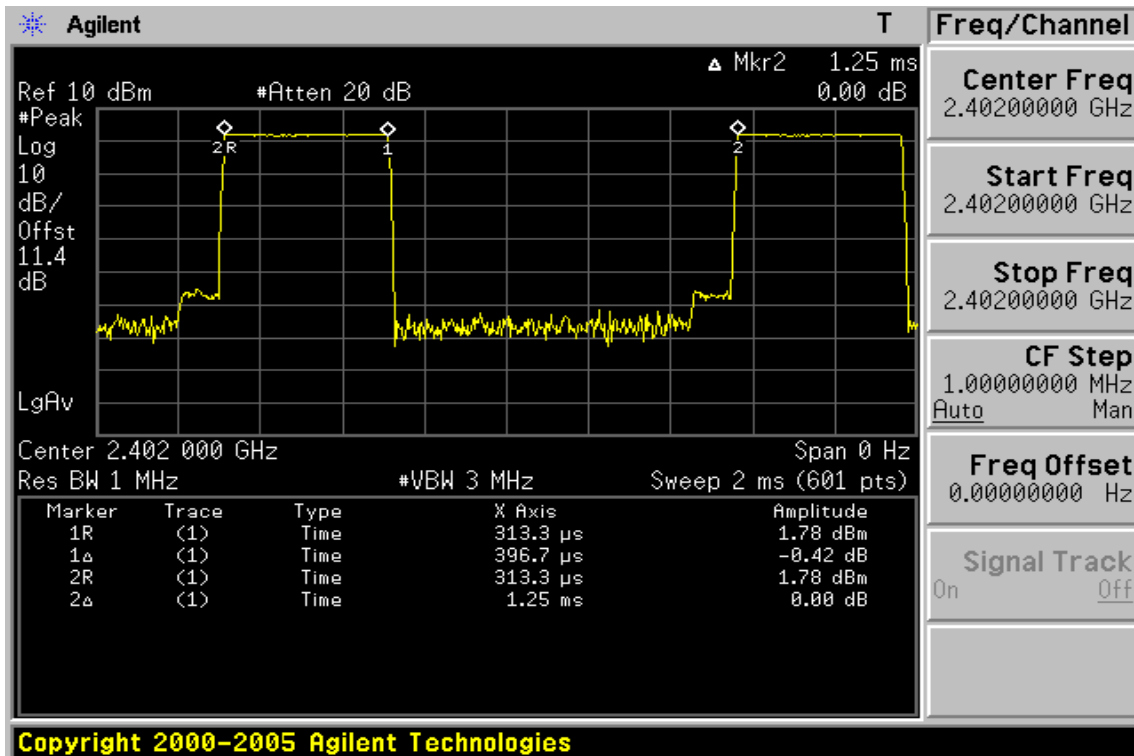 Agilent T Freq/Channel
Δ Mkr2 1.25 ms
Ref 10 dBm #Atten 20 dB 0.00 dB
#Peak
Log
10
dB/
Offst
11.4
dB
LgAv
2R 1 2
Center 2.402 000 GHz Span 0 Hz
Res BW 1 MHz #VBW 3 MHz Sweep 2 ms (601 pts)
Marker Trace Type X Axis Amplitude
1R (1) Time 313.3 μs 1.78 dBm
1Δ (1) Time 396.7 μs -0.42 dB
2R (1) Time 313.3 μs 1.78 dBm
2Δ (1) Time 1.25 ms 0.00 dB
Center Freq
2.40200000 GHz
Start Freq
2.40200000 GHz
Stop Freq
2.40200000 GHz
CF Step
1.00000000 MHz
Auto Man
Freq Offset
0.00000000 Hz
Signal Track
On Off
Copyright 2000-2005 Agilent Technologies